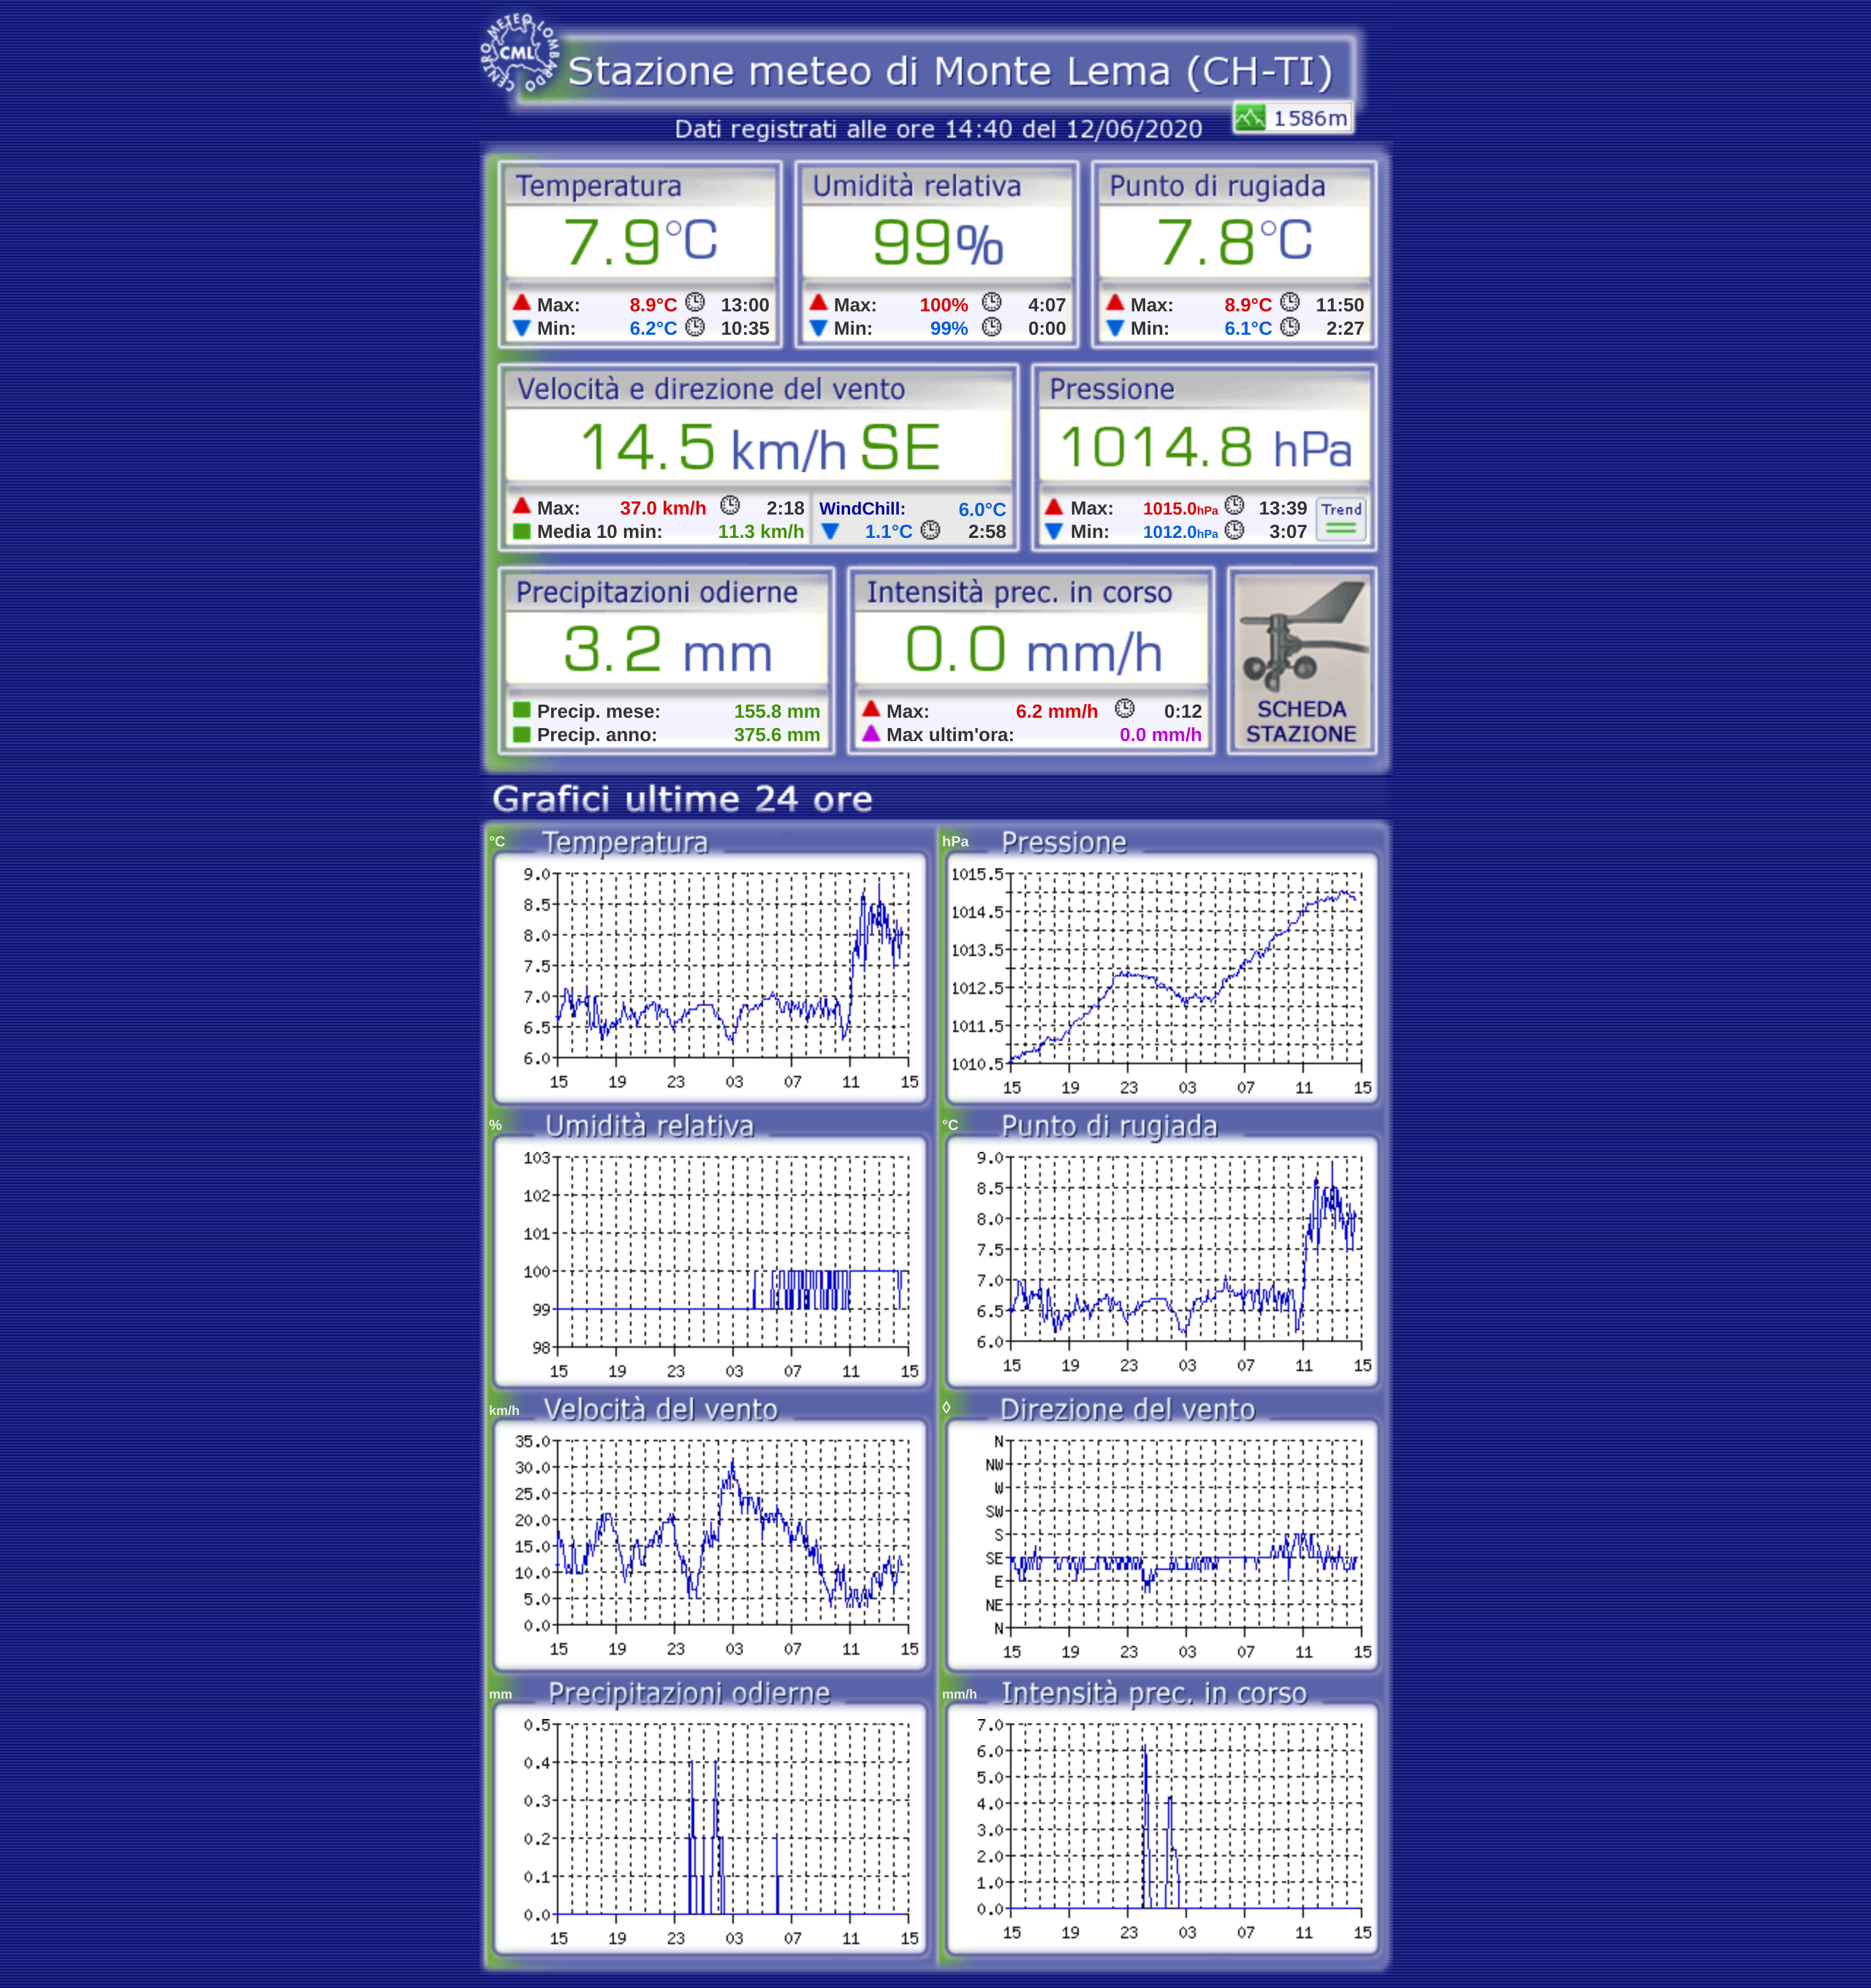 CENTRO METEO LOMBARDO
CML
Stazione meteo di Monte Lema (CH-TI)
1586m
Dati registrati alle ore 14:40 del 12/06/2020
Temperatura
7.9°C
Max: 8.9°C 13:00
Min: 6.2°C 10:35
Umidità relativa
99%
Max: 100% 4:07
Min: 99% 0:00
Punto di rugiada
7.8°C
Max: 8.9°C 11:50
Min: 6.1°C 2:27
Velocità e direzione del vento
14.5 km/h SE
Max: 37.0 km/h 2:18
Media 10 min: 11.3 km/h
WindChill: 6.0°C
1.1°C 2:58
Pressione
1014.8 hPa
Max: 1015.0hPa 13:39
Min: 1012.0hPa 3:07
Trend
Precipitazioni odierne
3.2 mm
Precip. mese: 155.8 mm
Precip. anno: 375.6 mm
Intensità prec. in corso
0.0 mm/h
Max: 6.2 mm/h 0:12
Max ultim'ora: 0.0 mm/h
SCHEDA
STAZIONE
Grafici ultime 24 ore
°C Temperatura
9.0
8.5
8.0
7.5
7.0
6.5
6.0
15 19 23 03 07 11 15
hPa Pressione
1015.5
1014.5
1013.5
1012.5
1011.5
1010.5
15 19 23 03 07 11 15
% Umidità relativa
103
102
101
100
99
98
15 19 23 03 07 11 15
°C Punto di rugiada
9.0
8.5
8.0
7.5
7.0
6.5
6.0
15 19 23 03 07 11 15
km/h Velocità del vento
35.0
30.0
25.0
20.0
15.0
10.0
5.0
0.0
15 19 23 03 07 11 15
◊ Direzione del vento
N
NW
W
SW
S
SE
E
NE
N
15 19 23 03 07 11 15
mm Precipitazioni odierne
0.5
0.4
0.3
0.2
0.1
0.0
15 19 23 03 07 11 15
mm/h Intensità prec. in corso
7.0
6.0
5.0
4.0
3.0
2.0
1.0
0.0
15 19 23 03 07 11 15